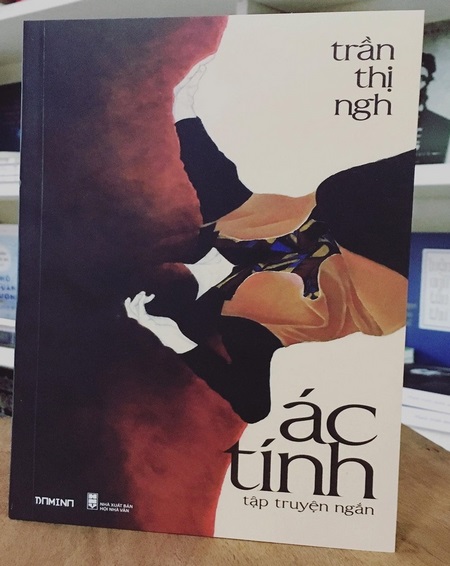 trần
thị
ngh
ác
tính
tập truyện ngắn
DOMINO
NHÀ XUẤT BẢN
HỘI NHÀ VĂN